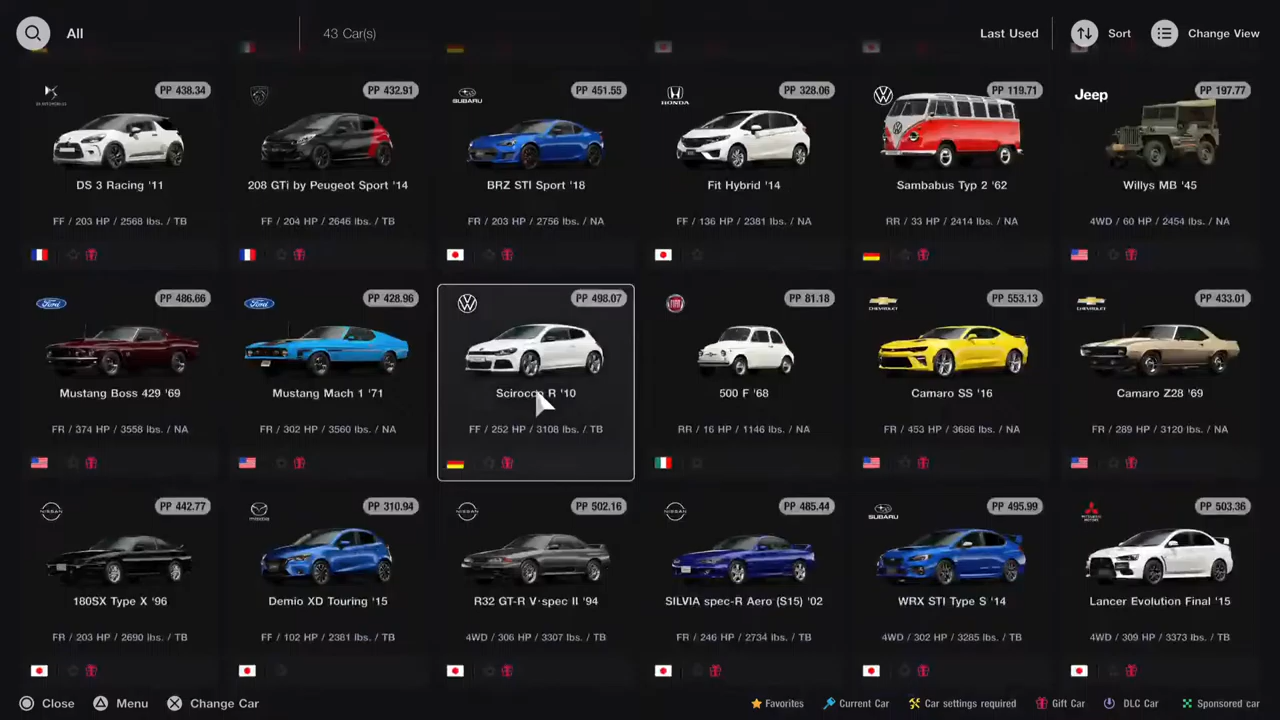 All
43 Car(s)
Last Used
Sort
Change View
PP 438.34
PP 432.91
PP 451.55
PP 328.06
PP 119.71
PP 197.77
SUBARU
HONDA
Jeep
DS 3 Racing '11
208 GTi by Peugeot Sport '14
BRZ STI Sport '18
Fit Hybrid '14
Sambabus Typ 2 '62
Willys MB '45
FF / 203 HP / 2568 lbs. / TB
FF / 204 HP / 2646 lbs. / TB
FR / 203 HP / 2756 lbs. / NA
FF / 136 HP / 2381 lbs. / NA
RR / 33 HP / 2414 lbs. / NA
4WD / 60 HP / 2454 lbs. / NA
Ford
PP 486.66
Ford
PP 428.96
PP 498.07
FIAT
PP 81.18
CHEVROLET
PP 553.13
CHEVROLET
PP 433.01
Mustang Boss 429 '69
Mustang Mach 1 '71
Scirocco R '10
500 F '68
Camaro SS '16
Camaro Z28 '69
FR / 374 HP / 3558 lbs. / NA
FR / 302 HP / 3560 lbs. / NA
FF / 252 HP / 3108 lbs. / TB
RR / 16 HP / 1146 lbs. / NA
FR / 453 HP / 3686 lbs. / NA
FR / 289 HP / 3120 lbs. / NA
PP 442.77
PP 310.94
PP 502.16
PP 485.44
PP 495.99
PP 503.36
NISSAN
mazda
NISSAN
NISSAN
SUBARU
180SX Type X '96
Demio XD Touring '15
R32 GT-R V·spec II '94
SILVIA spec-R Aero (S15) '02
WRX STI Type S '14
Lancer Evolution Final '15
FR / 203 HP / 2690 lbs. / TB
FF / 102 HP / 2381 lbs. / TB
4WD / 306 HP / 3307 lbs. / TB
FR / 246 HP / 2734 lbs. / TB
4WD / 302 HP / 3285 lbs. / TB
4WD / 309 HP / 3373 lbs. / TB
Close
Menu
Change Car
Favorites
Current Car
Car settings required
Gift Car
DLC Car
Sponsored car